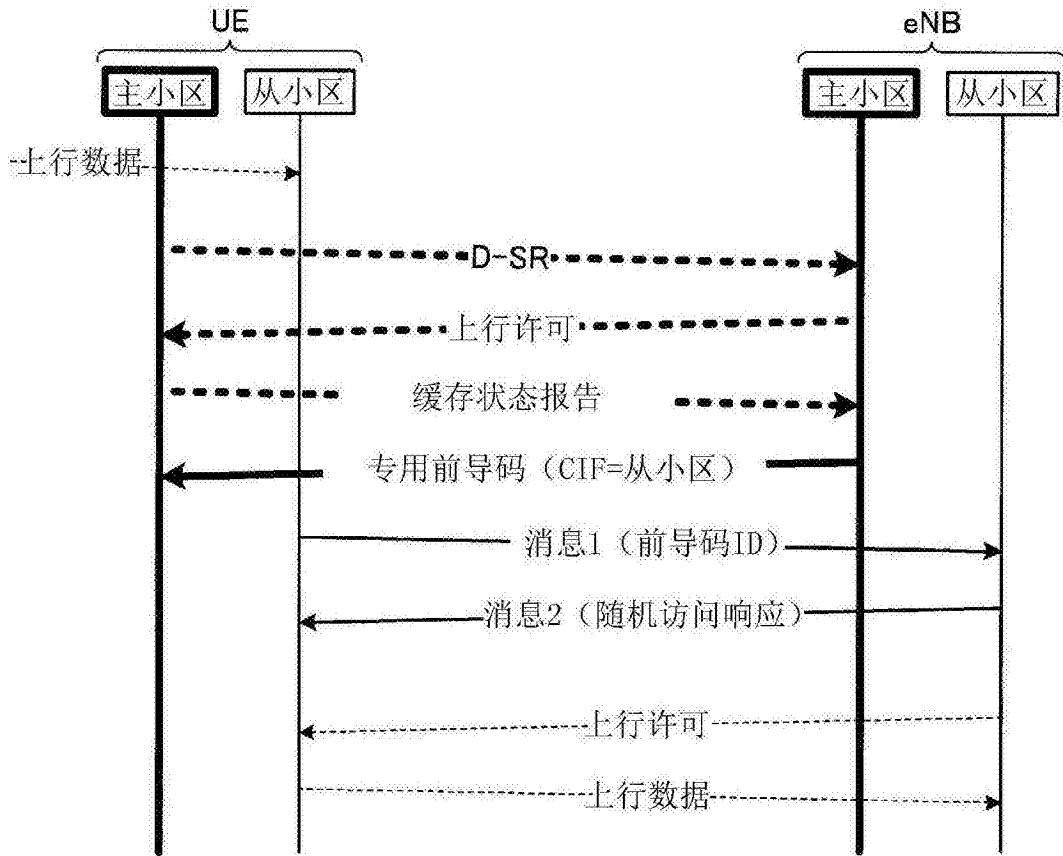 UE
eNB
主小区
从小区
主小区
从小区
上行数据
D-SR
上行许可
缓存状态报告
专用前导码（CIF=从小区）
消息1（前导码ID）
消息2（随机访问响应）
上行许可
上行数据